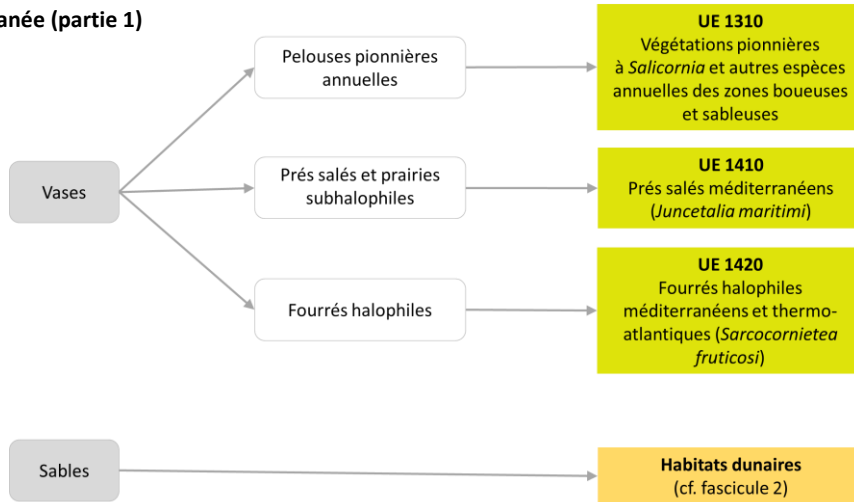 anée (partie 1)
Pelouses pionnières
annuelles
UE 1310
Végétations pionnières
à Salicornia et autres espèces
annuelles des zones boueuses
et sableuses
Vases
Prés salés et prairies
subhalophiles
UE 1410
Prés salés méditerranéens
(Juncetalia maritimi)
Fourrés halophiles
UE 1420
Fourrés halophiles
méditerranéens et thermo-
atlantiques (Sarcocornietea
fruticosi)
Sables
Habitats dunaires
(cf. fascicule 2)